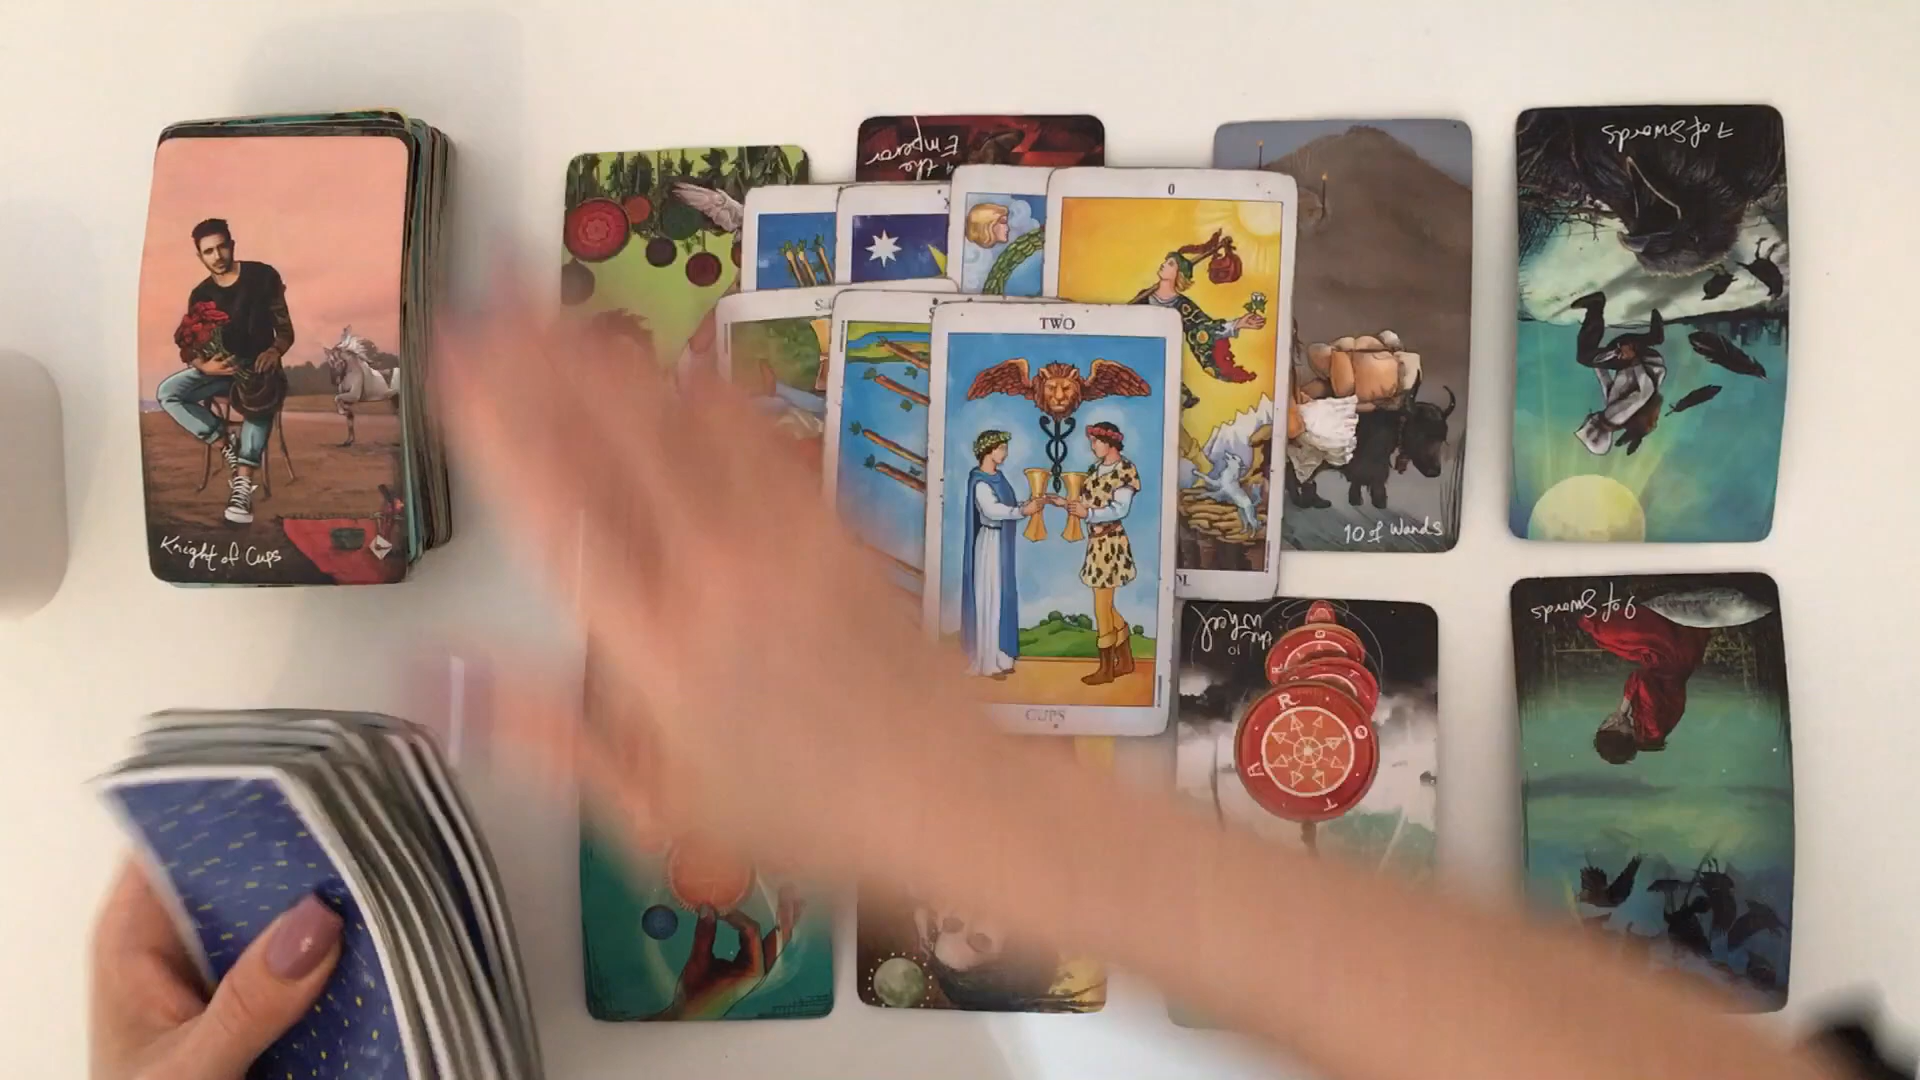 Knight of Cups
4 the
Emperor
0
TWO
CUPS
10 of Wands
7 of Swords
the
Wheel
10
T A R O T
9 of Swords